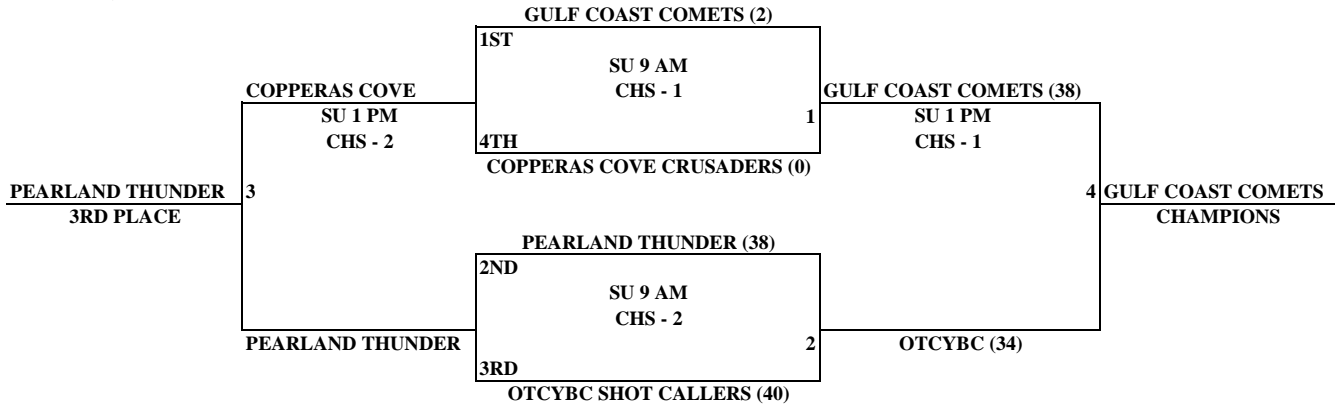 GULF COAST COMETS (2)
1ST
SU 9 AM
CHS - 1
1
4TH
COPPERAS COVE CRUSADERS (0)
COPPERAS COVE
SU 1 PM
CHS - 2
GULF COAST COMETS (38)
SU 1 PM
CHS - 1
PEARLAND THUNDER
3
3RD PLACE
4
GULF COAST COMETS
CHAMPIONS
PEARLAND THUNDER (38)
2ND
SU 9 AM
CHS - 2
2
3RD
OTCYBC SHOT CALLERS (40)
PEARLAND THUNDER
OTCYBC (34)